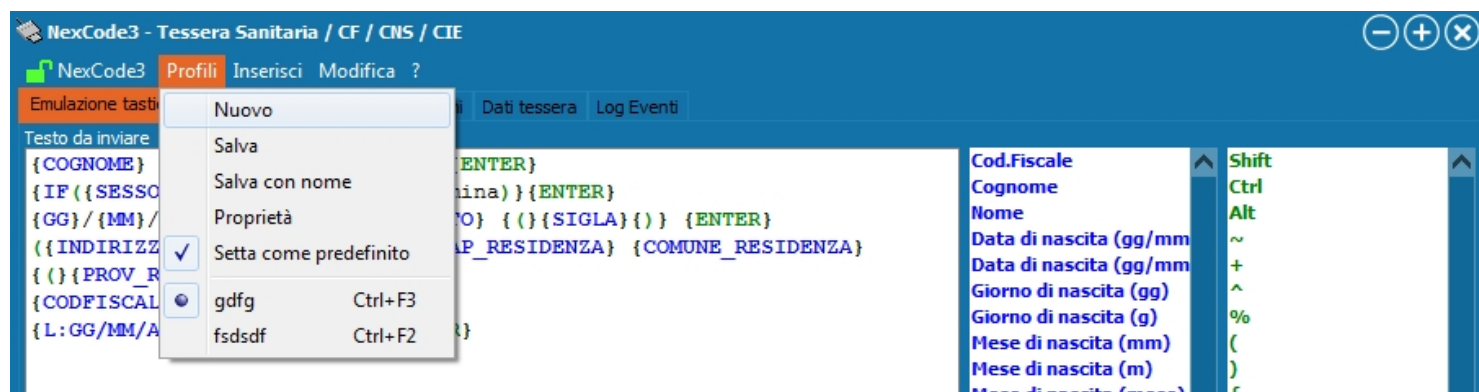 NexCode3 - Tessera Sanitaria / CF / CNS / CIE
NexCode3 Profili Inserisci Modifica ?
Emulazione Dati tessera Log Eventi
Testo da inviare
Nuovo
Salva
Salva con nome
Proprietà
Setta come predefinito
gdfg Ctrl+F3
fsdsdf Ctrl+F2
{COGNOME} {ENTER}
{IF({SESSO )}{ENTER}
{GG}/{MM}/ {(}{SIGLA}{)} {ENTER}
({INDIRIZZ AP_RESIDENZA} {COMUNE_RESIDENZA}
{(}{PROV_R
{CODFISCAL
{L:GG/MM/A
Cod.Fiscale
Cognome
Nome
Data di nascita (gg/mm
Data di nascita (gg/mm
Giorno di nascita (gg)
Giorno di nascita (g)
Mese di nascita (mm)
Mese di nascita (m)
Shift
Ctrl
Alt
~
+
^
%
(
)